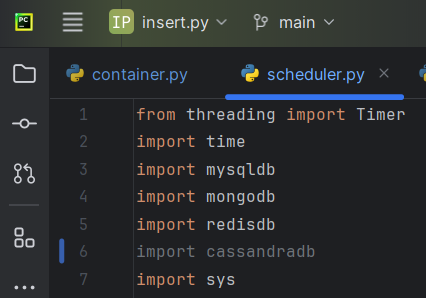 PC IP insert.py main
container.py scheduler.py
1 from threading import Timer
2 import time
3 import mysqldb
4 import mongodb
5 import redisdb
6 import cassandradb
7 import sys